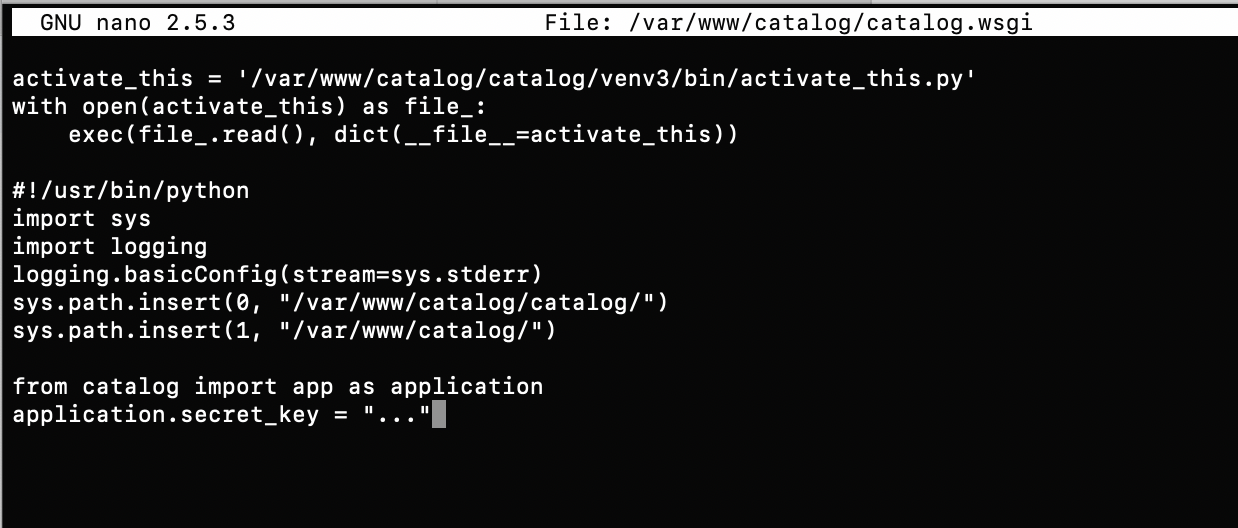 GNU nano 2.5.3 File: /var/www/catalog/catalog.wsgi
activate_this = '/var/www/catalog/catalog/venv3/bin/activate_this.py'
with open(activate_this) as file_:
    exec(file_.read(), dict(__file__=activate_this))
#!/usr/bin/python
import sys
import logging
logging.basicConfig(stream=sys.stderr)
sys.path.insert(0, "/var/www/catalog/catalog/")
sys.path.insert(1, "/var/www/catalog/")
from catalog import app as application
application.secret_key = "..."